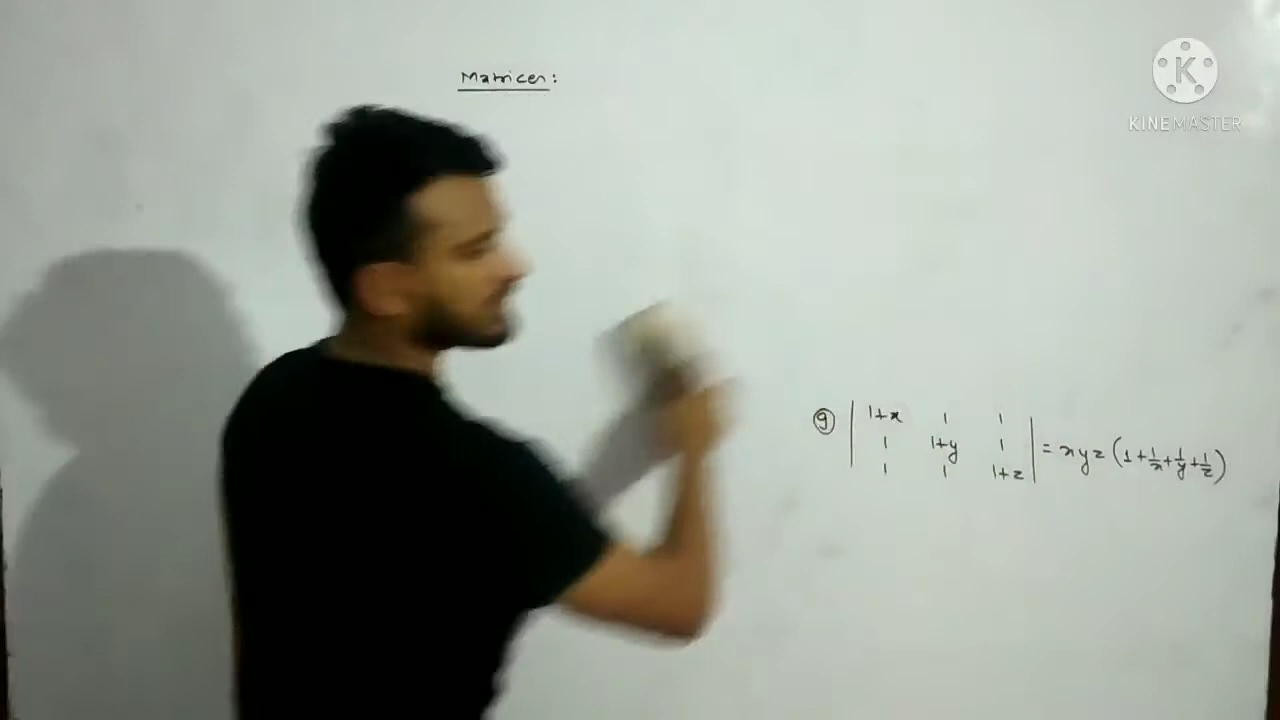 Matrices:
KINEMASTER
⑨ | 1+x 1 1 |
| 1 1+y 1 | = xyz (1 + 1/x + 1/y + 1/z)
| 1 1 1+z |